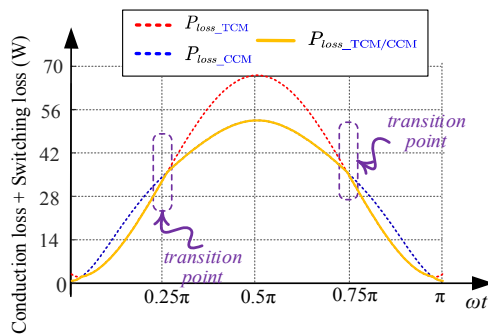 P_loss_TCM
P_loss_CCM
P_loss_TCM/CCM
Conduction loss + Switching loss (W)
70
56
42
28
14
0
transition
point
transition
point
0.25π
0.5π
0.75π
π
ωt